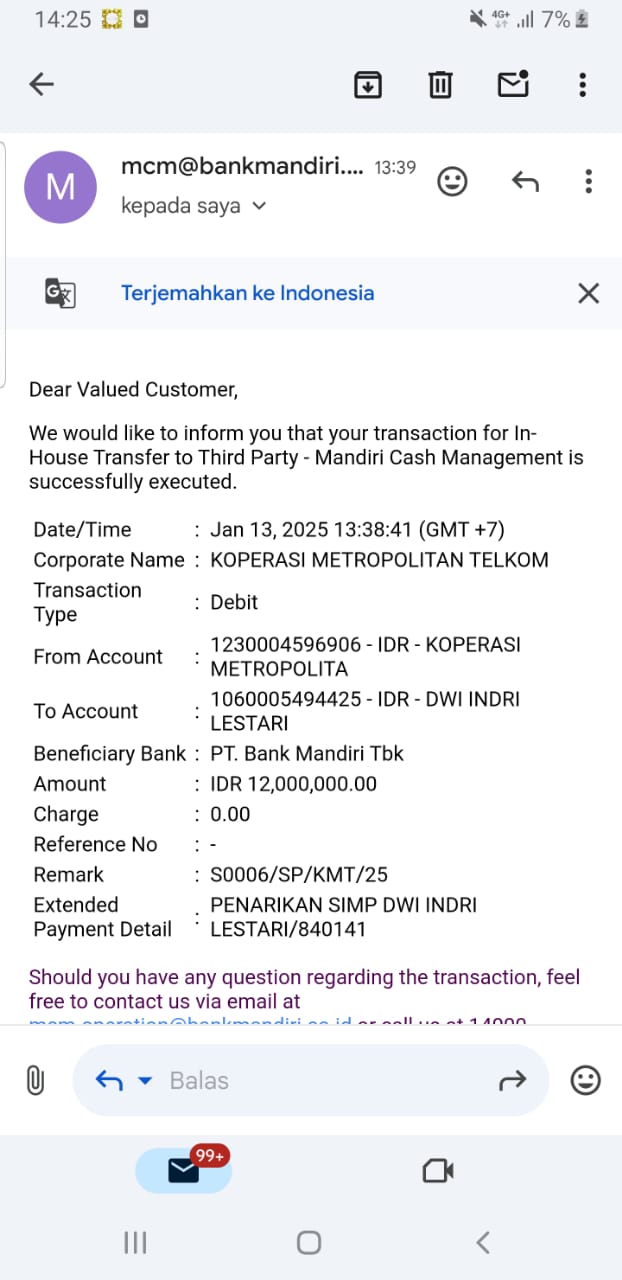 14:25 4G+ 7%
mcm@bankmandiri.... 13:39
M
kepada saya
Terjemahkan ke Indonesia
Dear Valued Customer,
We would like to inform you that your transaction for In-
House Transfer to Third Party - Mandiri Cash Management is
successfully executed.
Date/Time : Jan 13, 2025 13:38:41 (GMT +7)
Corporate Name : KOPERASI METROPOLITAN TELKOM
Transaction
Type : Debit
From Account : 1230004596906 - IDR - KOPERASI
METROPOLITA
To Account : 1060005494425 - IDR - DWI INDRI
LESTARI
Beneficiary Bank : PT. Bank Mandiri Tbk
Amount : IDR 12,000,000.00
Charge : 0.00
Reference No : -
Remark : S0006/SP/KMT/25
Extended
Payment Detail : PENARIKAN SIMP DWI INDRI
LESTARI/840141
Should you have any question regarding the transaction, feel
free to contact us via email at
mcm.operation@bankmandiri.co.id or call us at 14000
Balas
99+